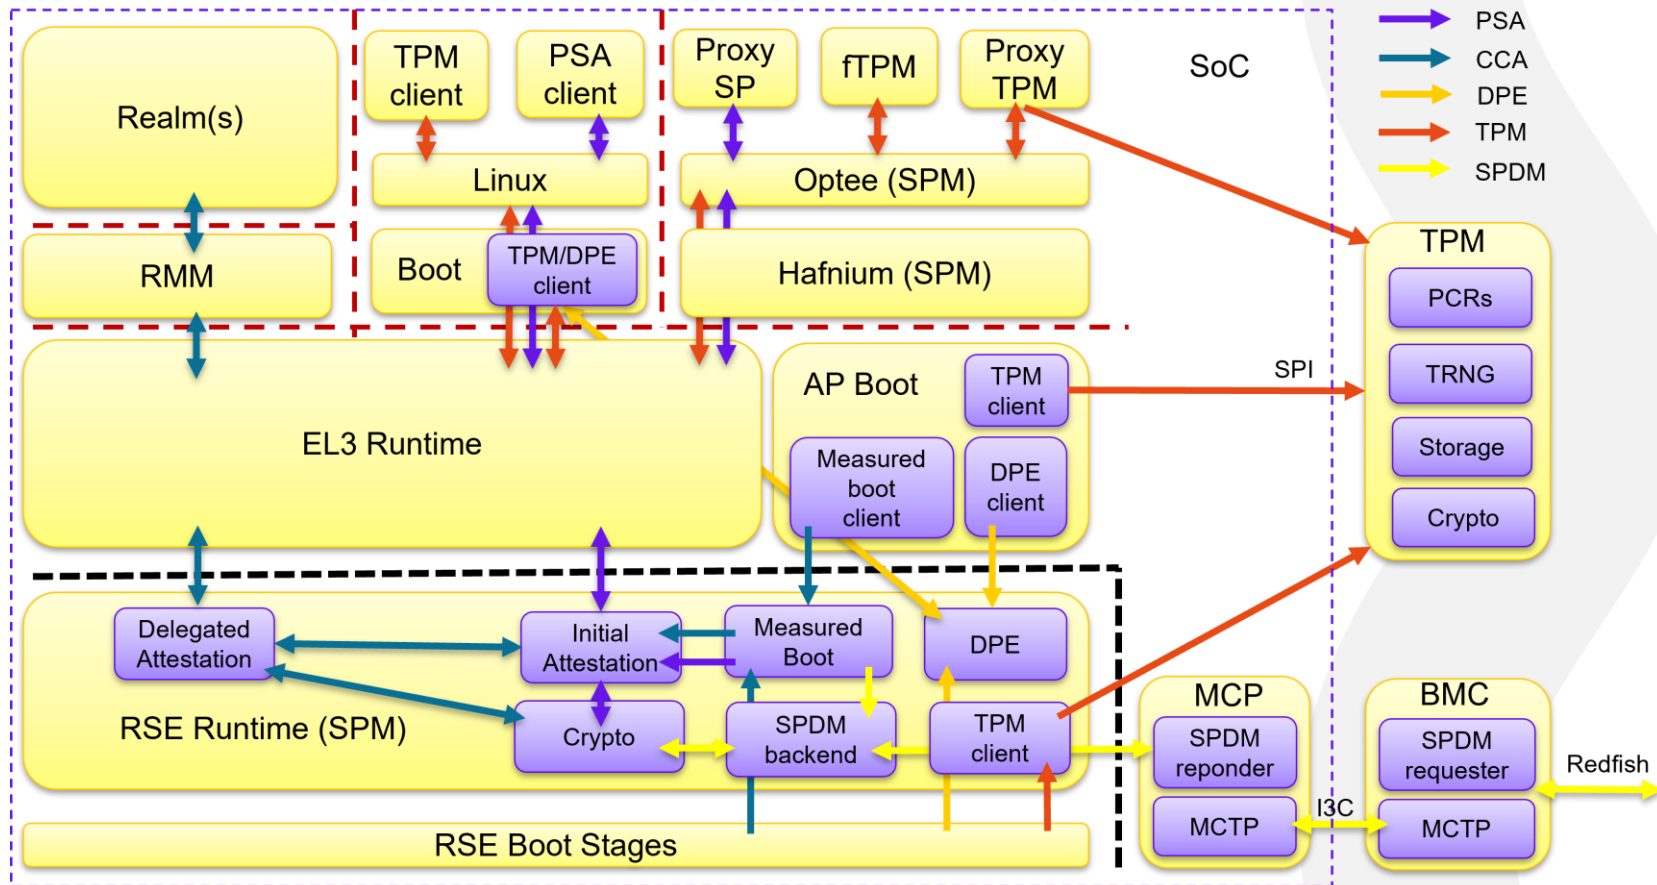 TPM
client
PSA
client
Proxy
SP
fTPM
Proxy
TPM
SoC
PSA
CCA
DPE
TPM
SPDM
Realm(s)
Linux
Optee (SPM)
RMM
Boot
TPM/DPE
client
Hafnium (SPM)
TPM
PCRs
TRNG
Storage
Crypto
EL3 Runtime
AP Boot
TPM
client
SPI
Measured
boot
client
DPE
client
Delegated
Attestation
Initial
Attestation
Measured
Boot
DPE
RSE Runtime (SPM)
Crypto
SPDM
backend
TPM
client
MCP
SPDM
reponder
MCTP
I3C
BMC
SPDM
requester
MCTP
Redfish
RSE Boot Stages